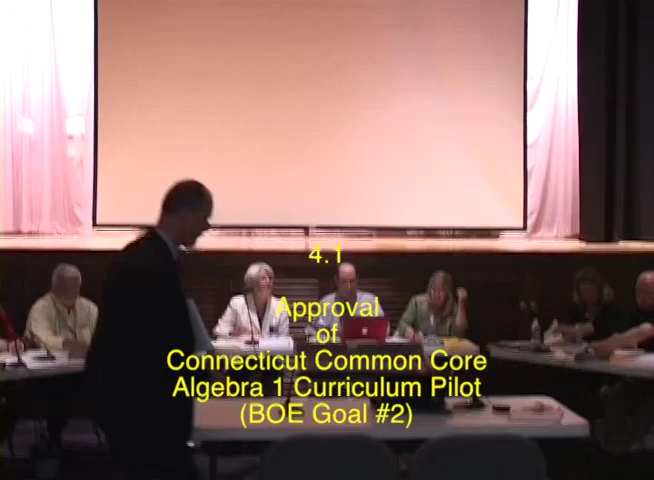 4.1
Approval
of
Connecticut Common Core
Algebra 1 Curriculum Pilot
(BOE Goal #2)